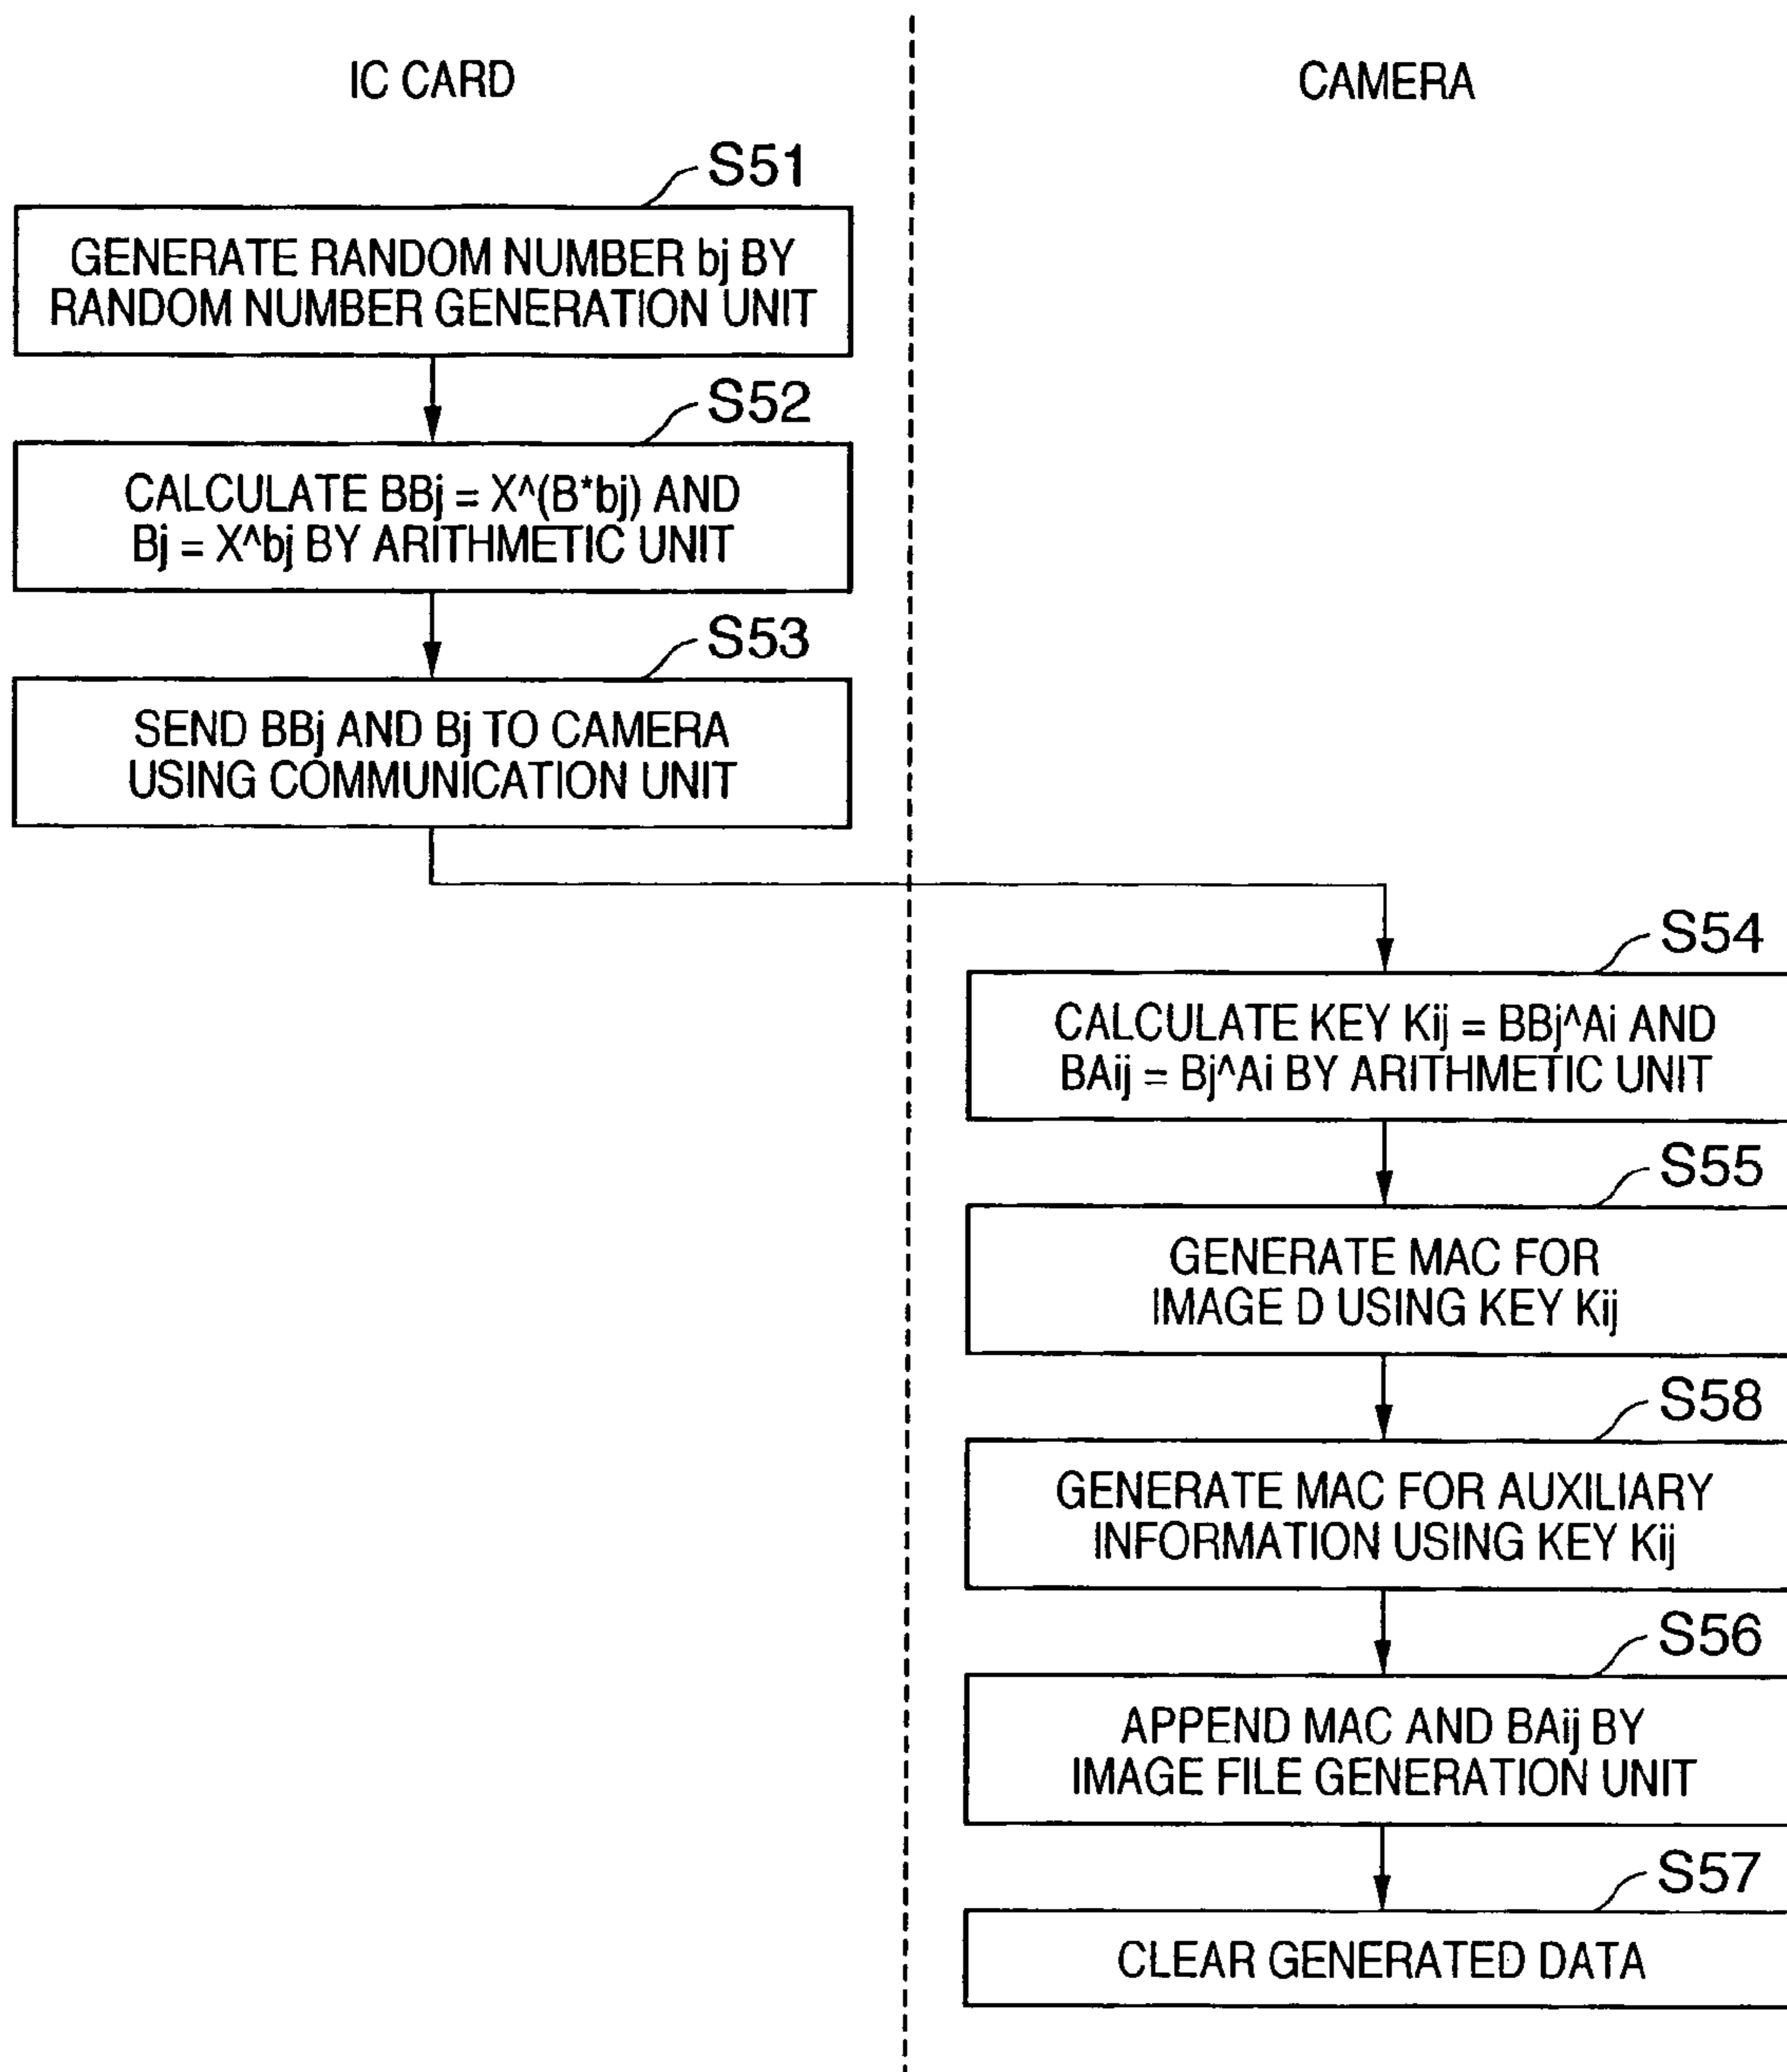 IC CARD
CAMERA
S51
GENERATE RANDOM NUMBER bj BY
RANDOM NUMBER GENERATION UNIT
S52
CALCULATE BBj = X^(B*bj) AND
Bj = X^bj BY ARITHMETIC UNIT
S53
SEND BBj AND Bj TO CAMERA
USING COMMUNICATION UNIT
S54
CALCULATE KEY Kij = BBj^Ai AND
BAij = Bj^Ai BY ARITHMETIC UNIT
S55
GENERATE MAC FOR
IMAGE D USING KEY Kij
S58
GENERATE MAC FOR AUXILIARY
INFORMATION USING KEY Kij
S56
APPEND MAC AND BAij BY
IMAGE FILE GENERATION UNIT
S57
CLEAR GENERATED DATA